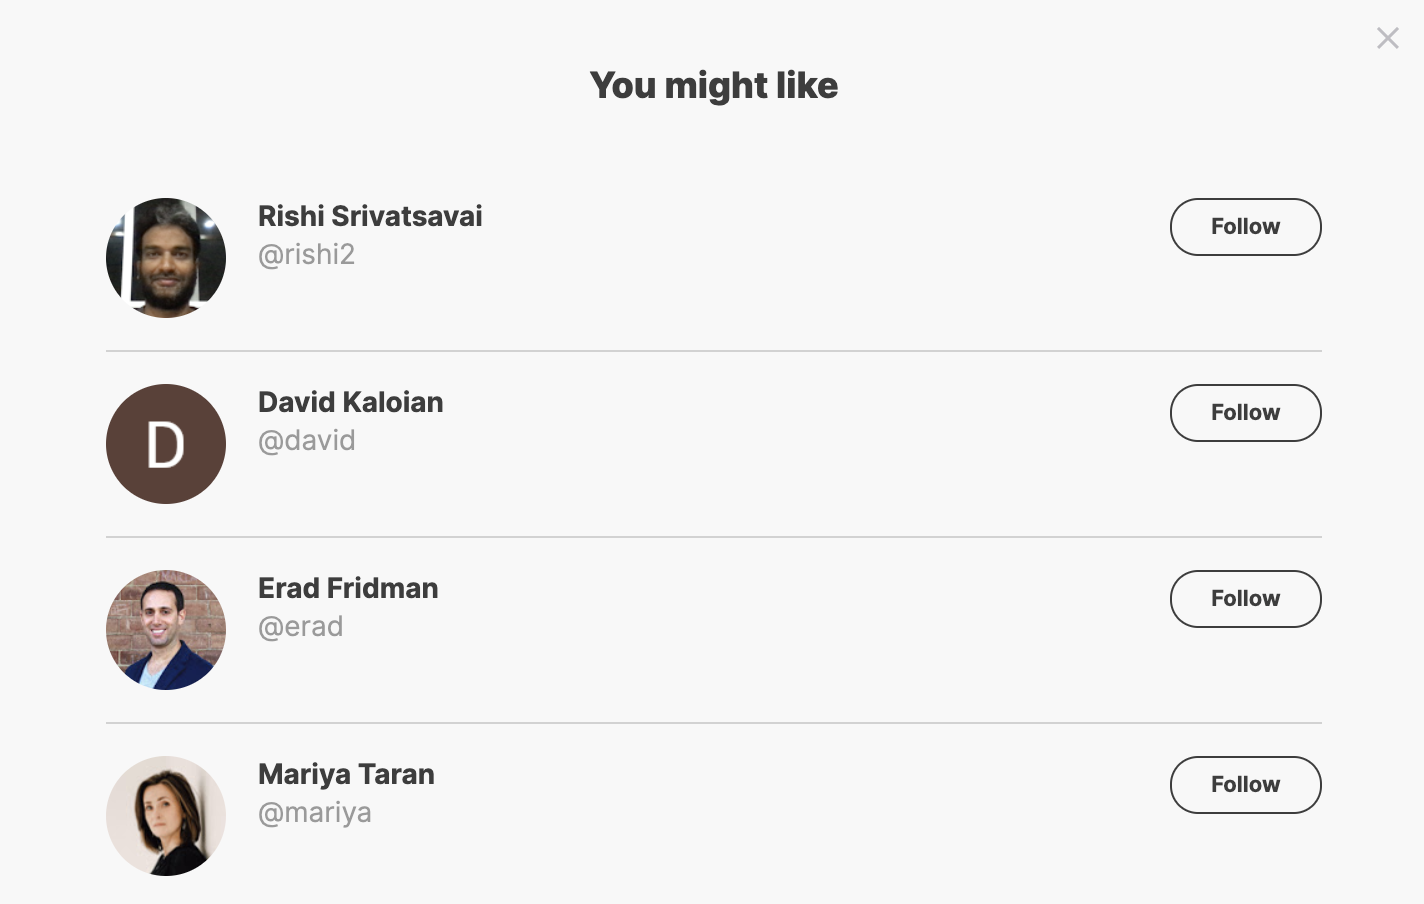 You might like
Rishi Srivatsavai
@rishi2
Follow
D
David Kaloian
@david
Follow
Erad Fridman
@erad
Follow
Mariya Taran
@mariya
Follow